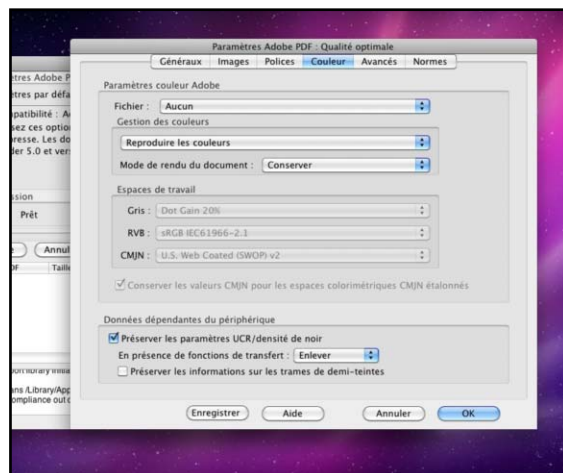 Paramètres Adobe PDF : Qualité optimale
Généraux Images Polices Couleur Avancés Normes
Paramètres couleur Adobe
Fichier : Aucun
Gestion des couleurs
Reproduire les couleurs
Mode de rendu du document : Conserver
Espaces de travail
Gris : Dot Gain 20%
RVB : sRGB IEC61966-2.1
CMJN : U.S. Web Coated (SWOP) v2
Conserver les valeurs CMJN pour les espaces colorimétriques CMJN étalonnés
Données dépendantes du périphérique
Préserver les paramètres UCR/densité de noir
En présence de fonctions de transfert : Enlever
Préserver les informations sur les trames de demi-teintes
Enregistrer Aide Annuler OK
tres Adobe P
tres par défa
patibilité : A
sez ces optio
presse. Les do
der 5.0 et ver
ssion
Prêt
Annul
DF Taille
ans /Library/App
ompliance out o